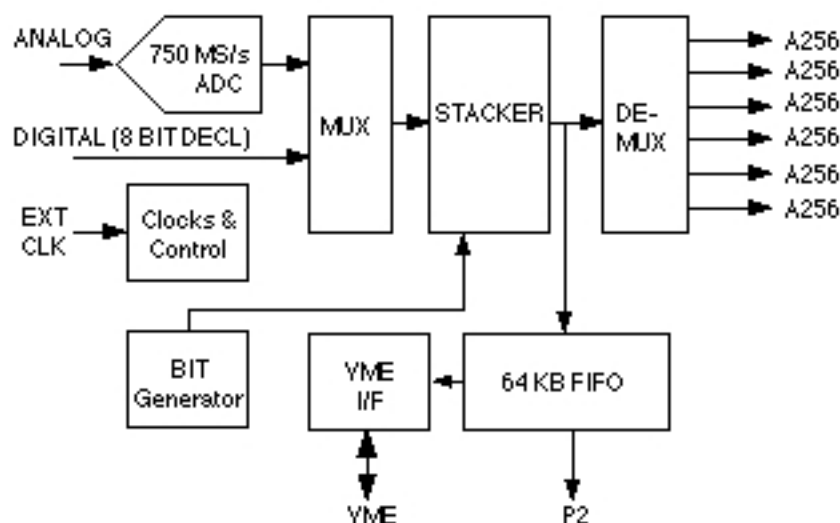 ANALOG
750 MS/s
ADC
DIGITAL (8 BIT DECL)
MUX
STACKER
DE-
MUX
A256
A256
A256
A256
A256
A256
EXT
CLK
Clocks &
Control
BIT
Generator
VME
I/F
64 KB FIFO
VME
P2